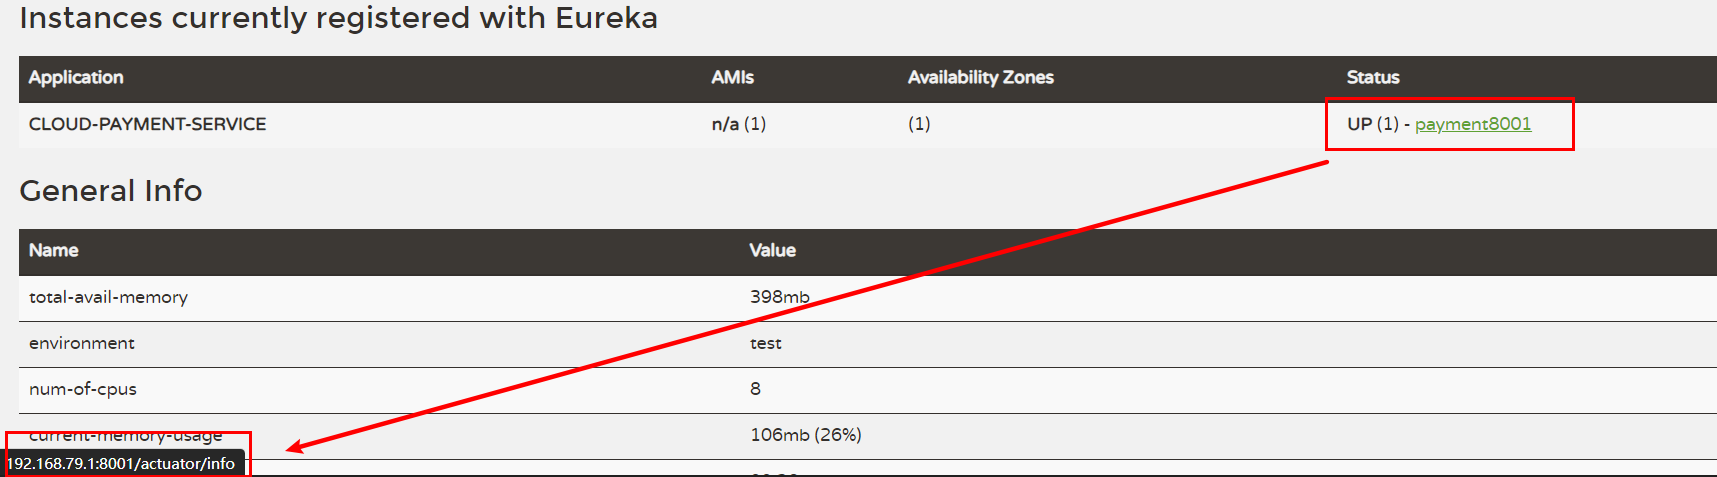 Instances currently registered with Eureka
Application AMIs Availability Zones Status
CLOUD-PAYMENT-SERVICE n/a (1) (1) UP (1) - payment8001
General Info
Name Value
total-avail-memory 398mb
environment test
num-of-cpus 8
current-memory-usage 106mb (26%)
192.168.79.1:8001/actuator/info